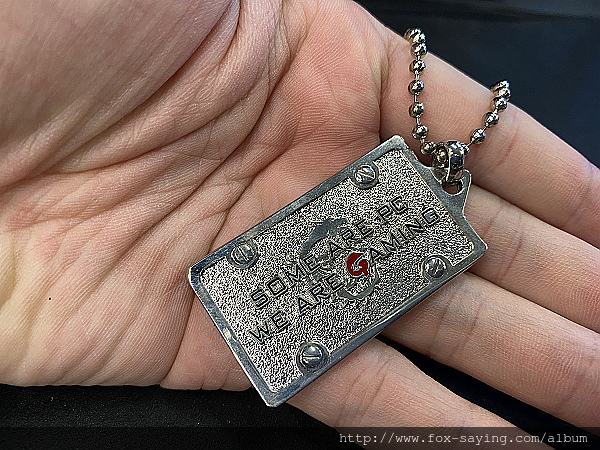 SOME ARE PC
WE ARE GAMING
http://www.fox-saying.com/album